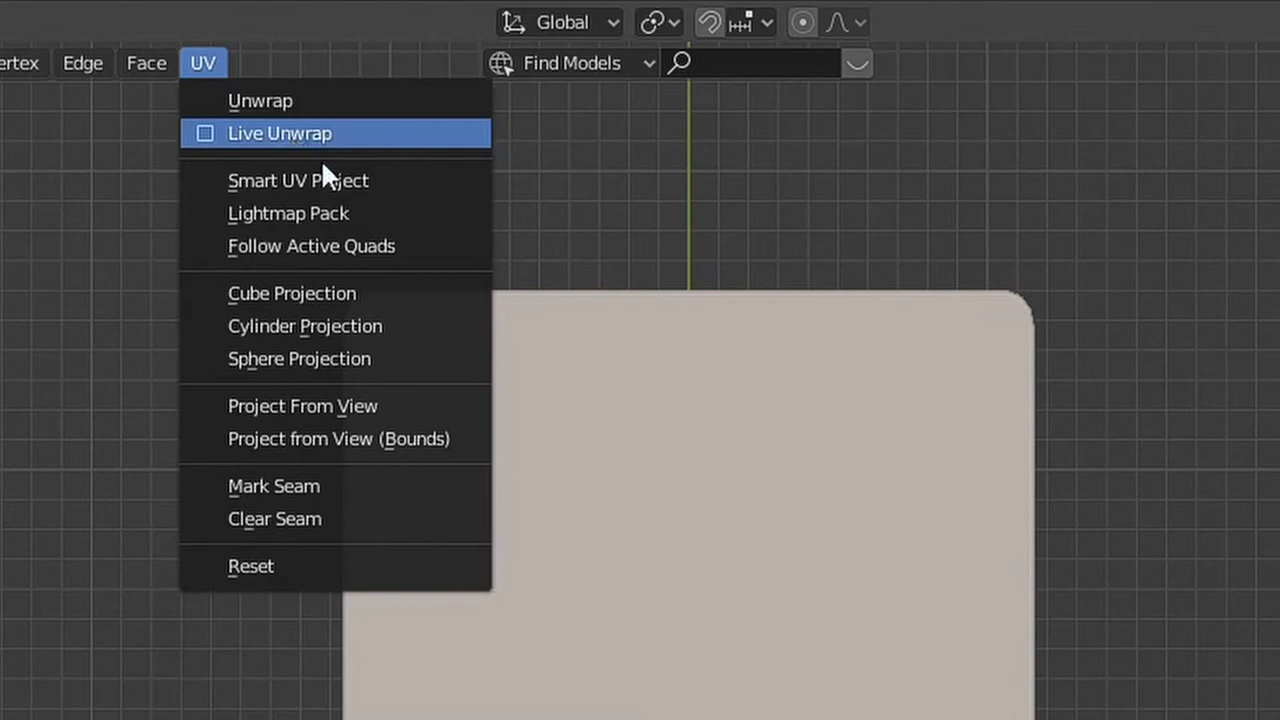 Global
ertex Edge Face UV Find Models
Unwrap
Live Unwrap
Smart UV Project
Lightmap Pack
Follow Active Quads
Cube Projection
Cylinder Projection
Sphere Projection
Project From View
Project from View (Bounds)
Mark Seam
Clear Seam
Reset